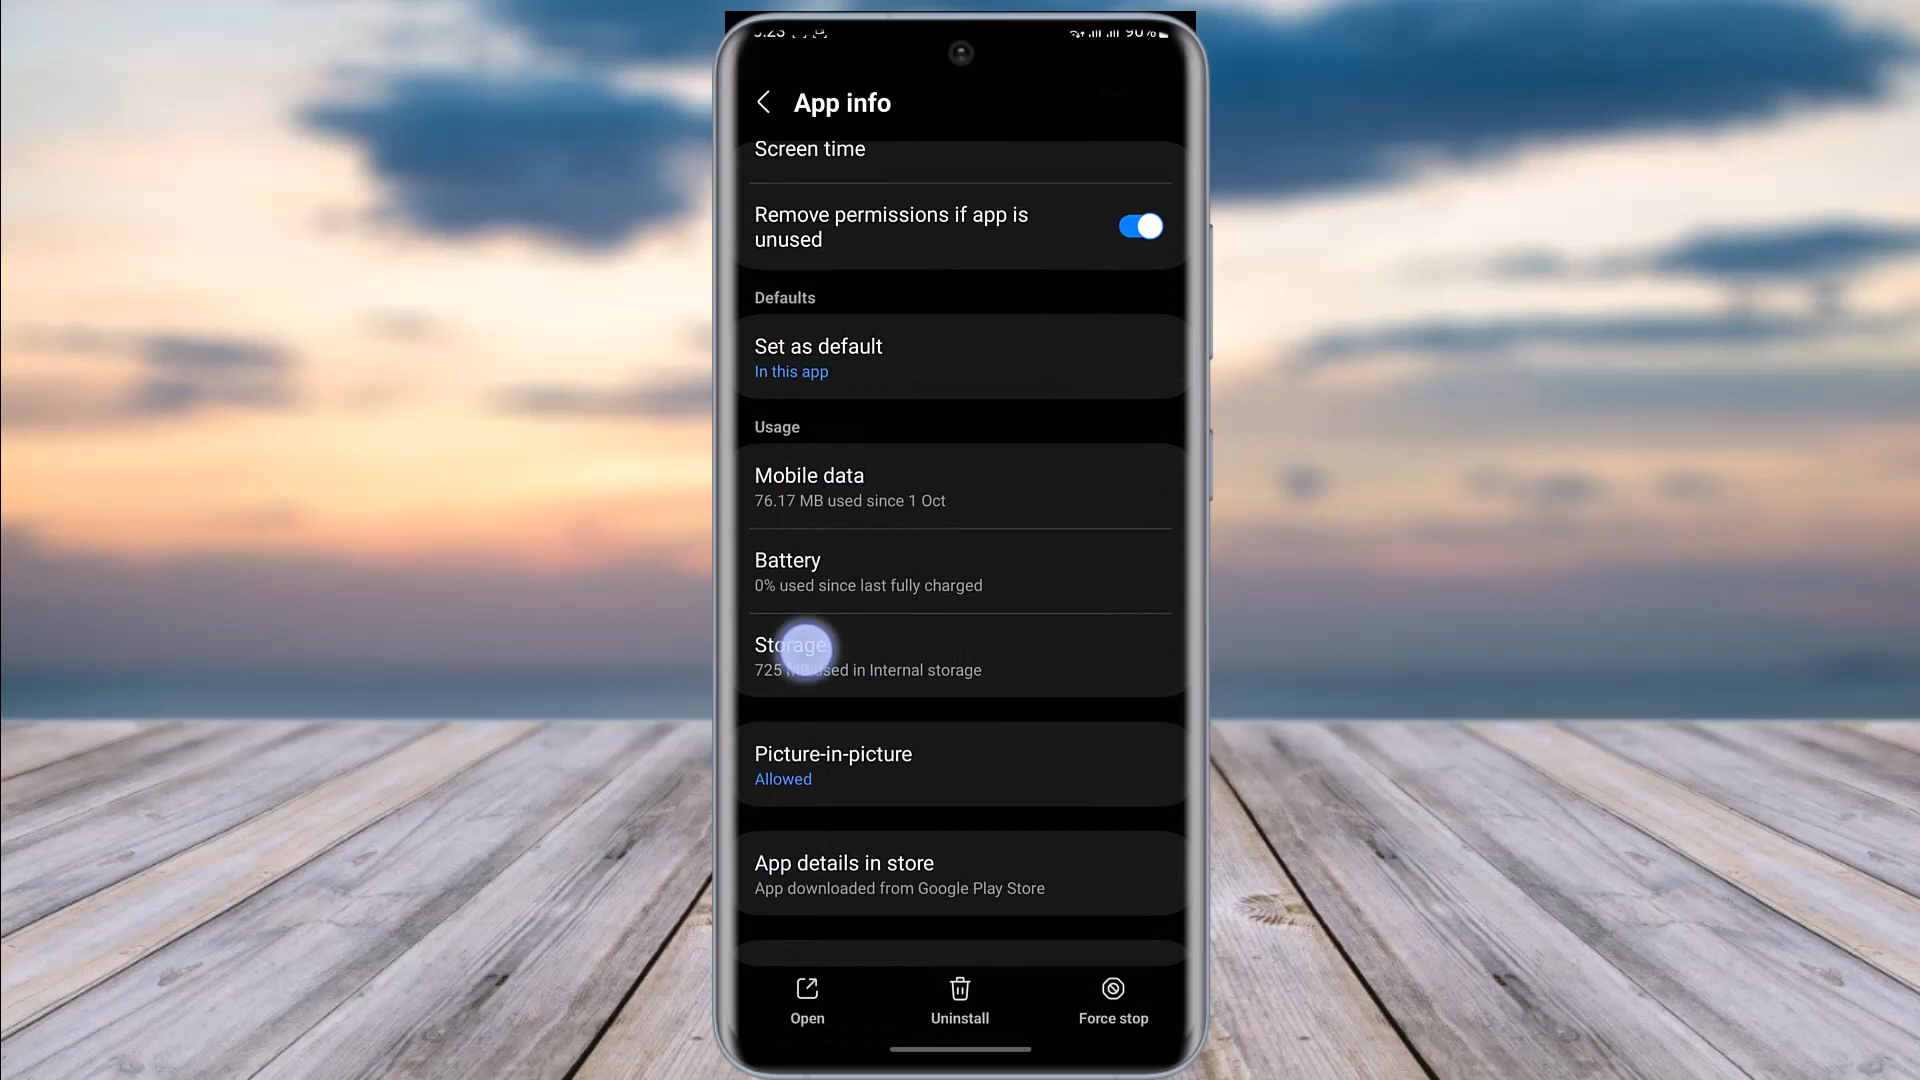 90%
App info
Screen time
Remove permissions if app is
unused
Defaults
Set as default
In this app
Usage
Mobile data
76.17 MB used since 1 Oct
Battery
0% used since last fully charged
Storage
725 MB used in Internal storage
Picture-in-picture
Allowed
App details in store
App downloaded from Google Play Store
Open
Uninstall
Force stop